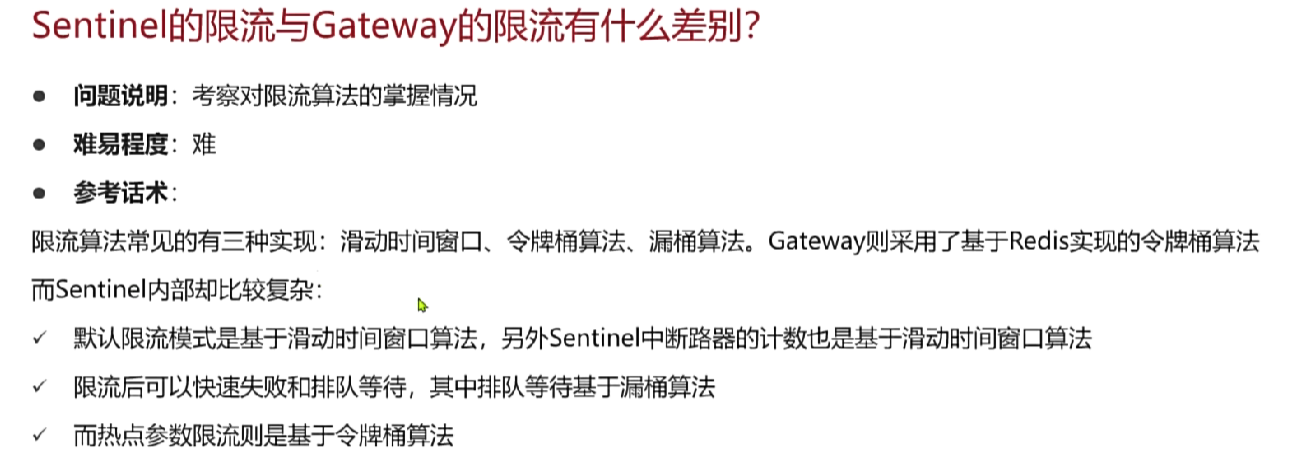 Sentinel的限流与Gateway的限流有什么差别？
● 问题说明：考察对限流算法的掌握情况
● 难易程度：难
● 参考话术：
限流算法常见的有三种实现：滑动时间窗口、令牌桶算法、漏桶算法。Gateway则采用了基于Redis实现的令牌桶算法
而Sentinel内部却比较复杂：
✓ 默认限流模式是基于滑动时间窗口算法，另外Sentinel中断路器的计数也是基于滑动时间窗口算法
✓ 限流后可以快速失败和排队等待，其中排队等待基于漏桶算法
✓ 而热点参数限流则是基于令牌桶算法